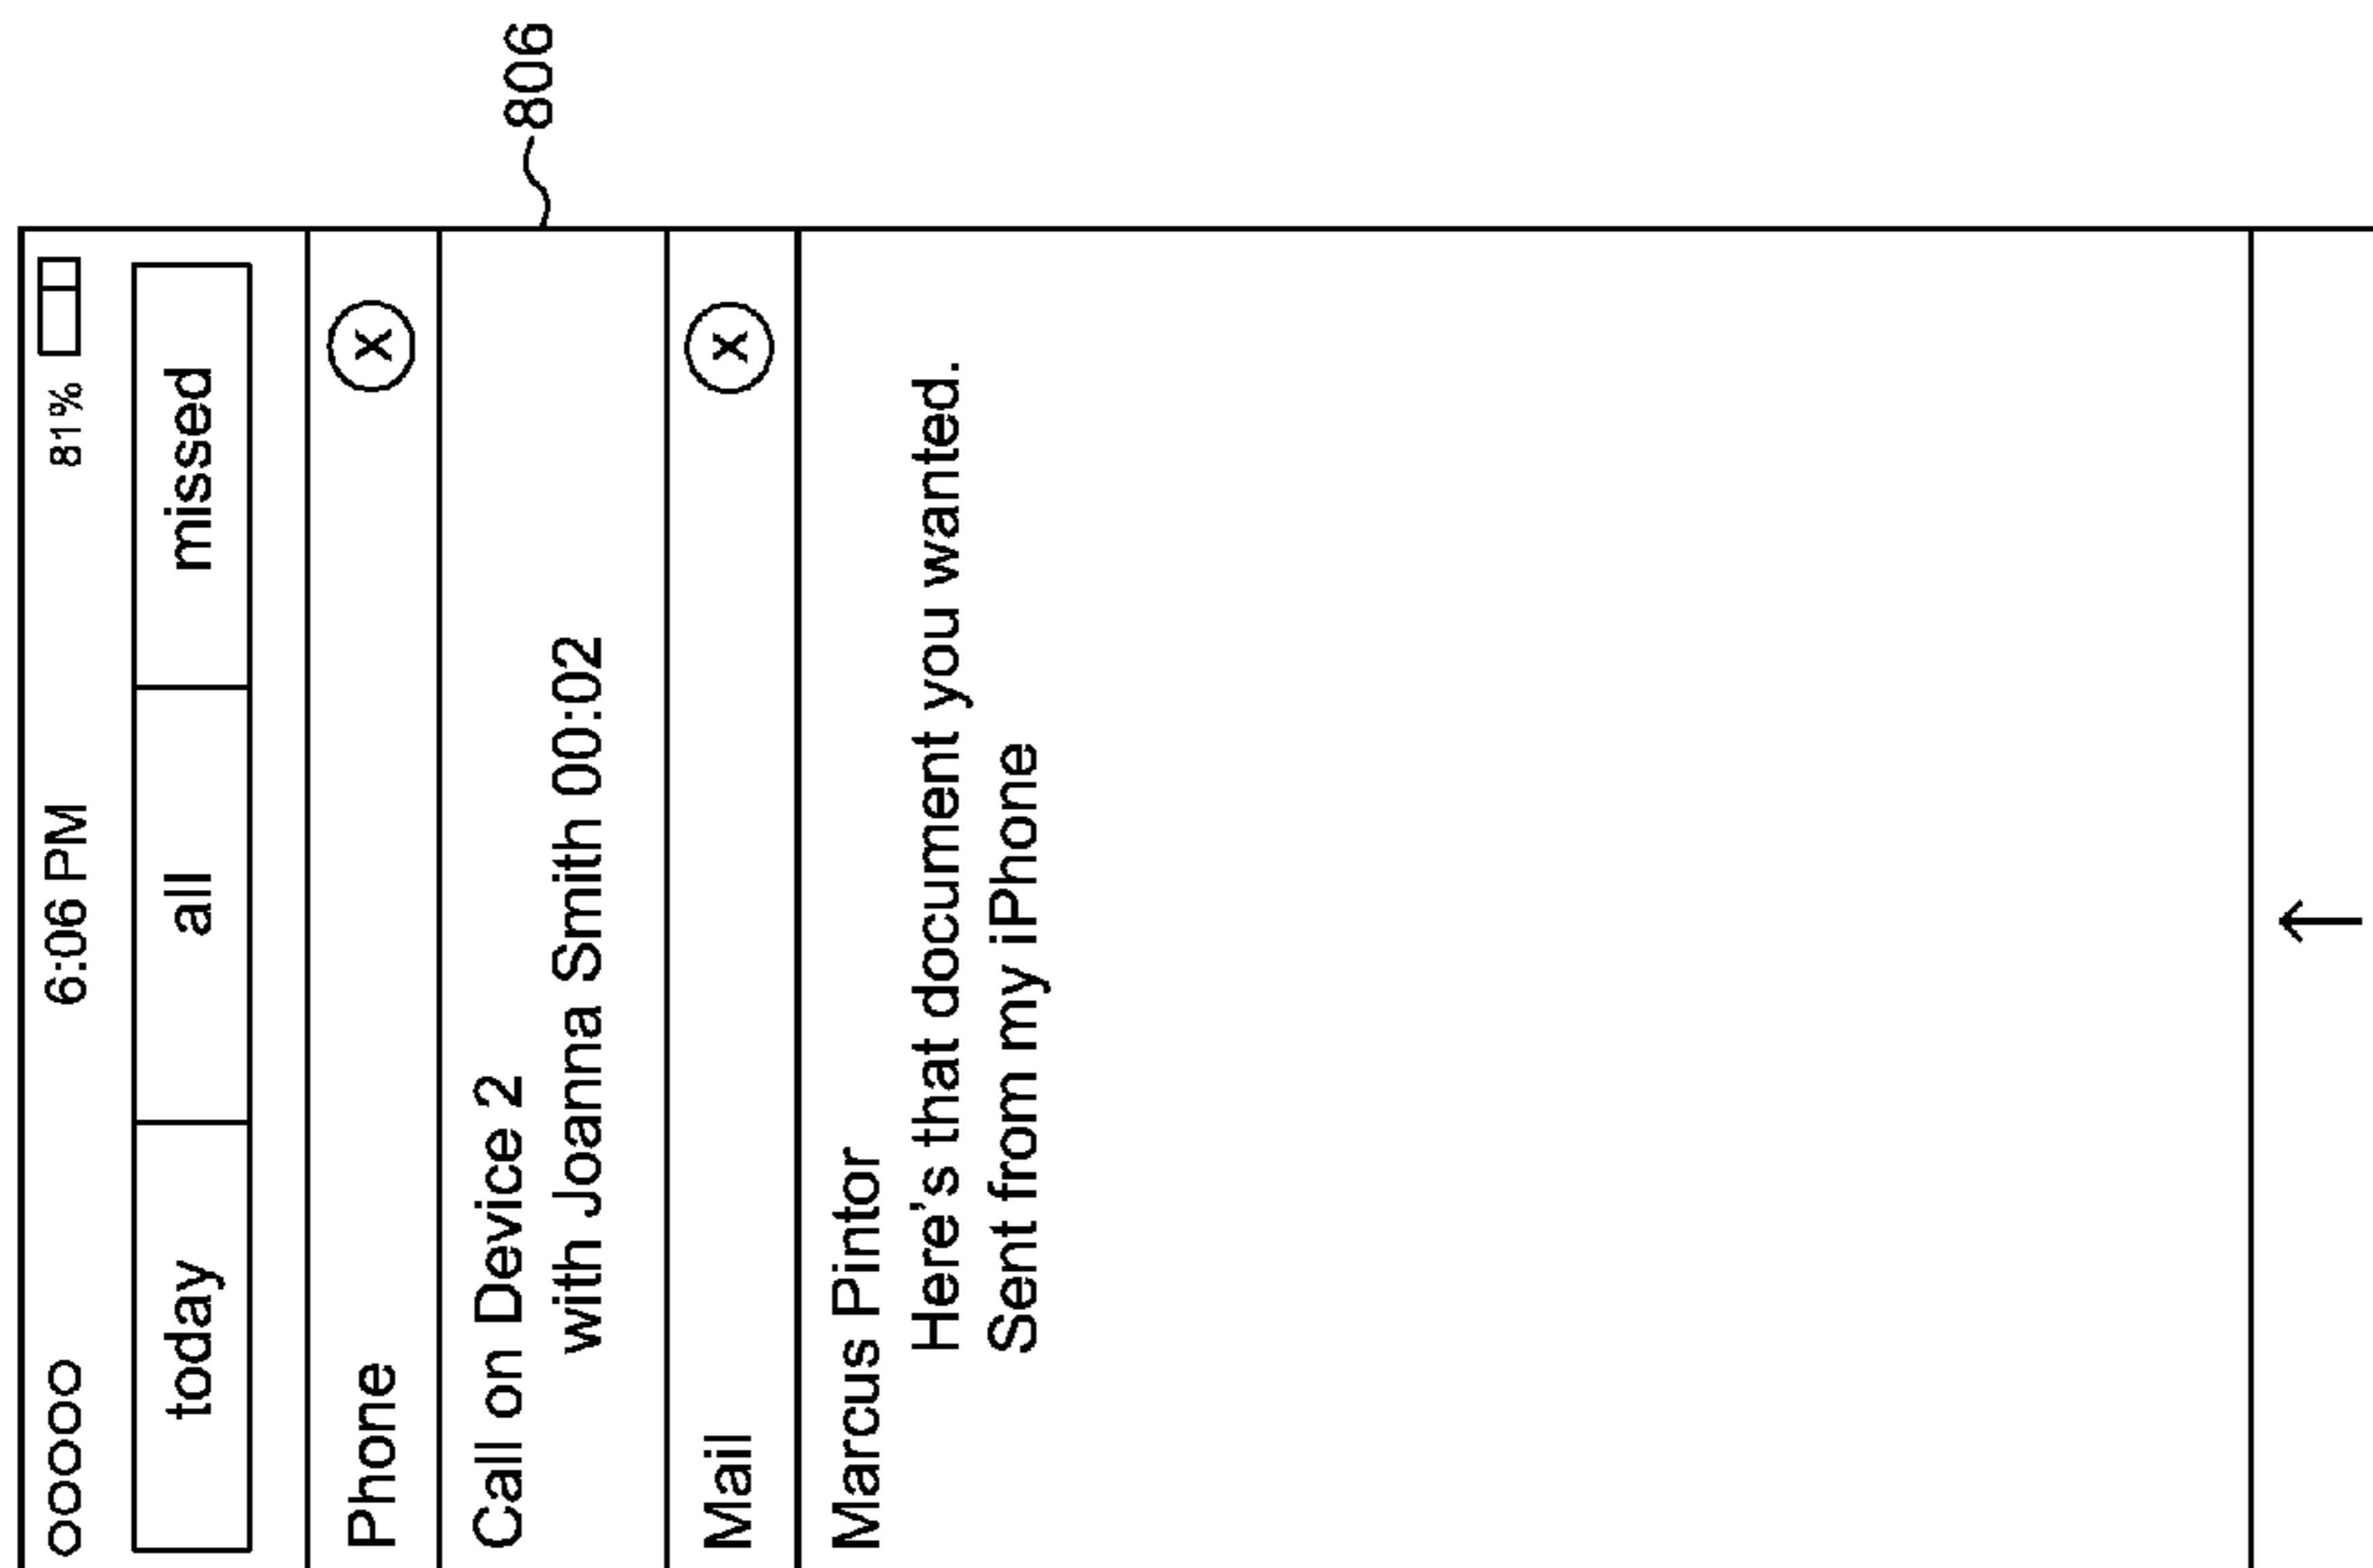 806
6:06 PM 81%
today all missed
Phone x
Call on Device 2
with Joanna Smith 00:02
Mail x
Marcus Pintor
Here's that document you wanted.
Sent from my iPhone